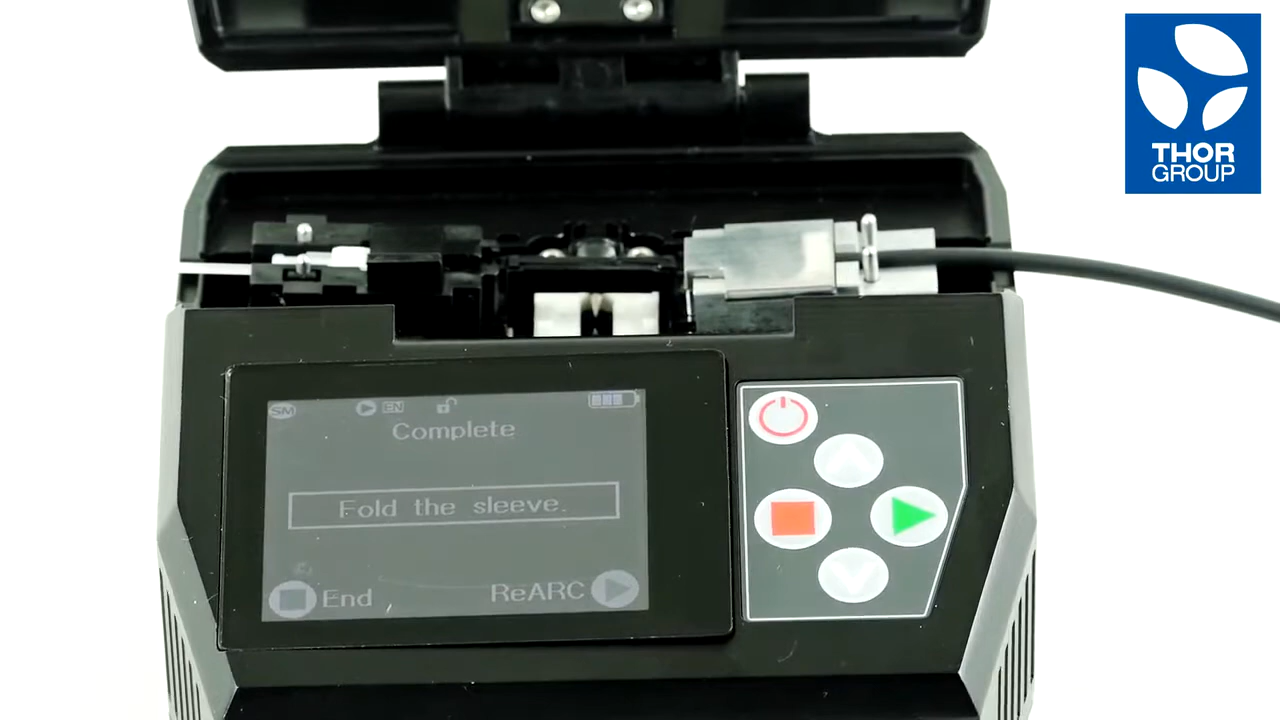 THOR
GROUP
SM EN
Complete
Fold the sleeve.
End ReARC